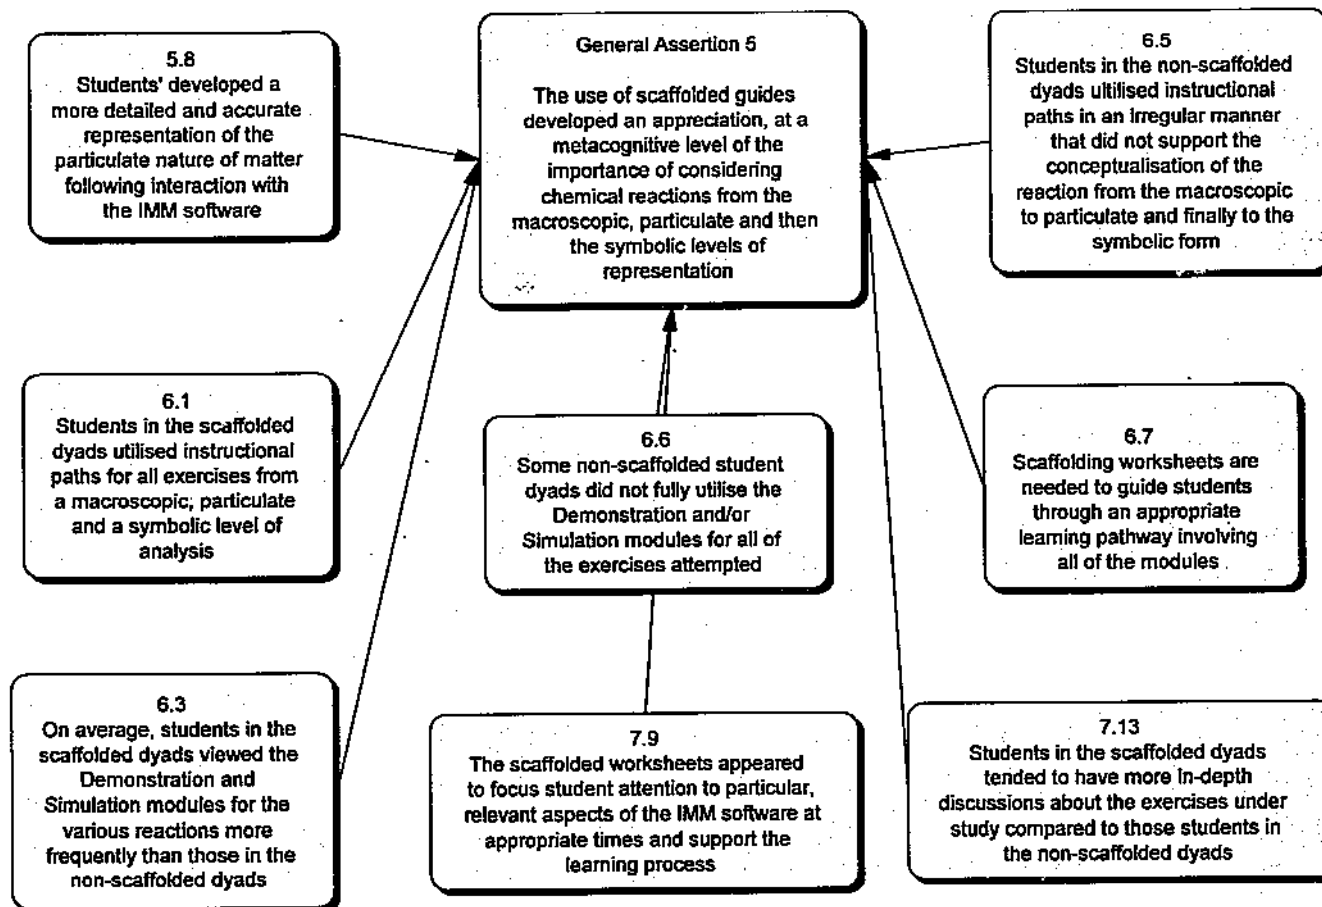 5.8
Students' developed a
more detailed and accurate
representation of the
particulate nature of matter
following interaction with
the IMM software
General Assertion 5
The use of scaffolded guides
developed an appreciation, at a
metacognitive level of the
importance of considering
chemical reactions from the
macroscopic, particulate and then
the symbolic levels of
representation
6.5
Students in the non-scaffolded
dyads ultilised instructional
paths in an irregular manner
that did not support the
conceptualisation of the
reaction from the macroscopic
to particulate and finally to the
symbolic form
6.1
Students in the scaffolded
dyads utilised instructional
paths for all exercises from
a macroscopic; particulate
and a symbolic level of
analysis
6.6
Some non-scaffolded student
dyads did not fully utilise the
Demonstration and/or
Simulation modules for all of
the exercises attempted
6.7
Scaffolding worksheets are
needed to guide students
through an appropriate
learning pathway involving
all of the modules
6.3
On average, students in the
scaffolded dyads viewed the
Demonstration and
Simulation modules for the
various reactions more
frequently than those in the
non-scaffolded dyads
7.9
The scaffolded worksheets appeared
to focus student attention to particular,
relevant aspects of the IMM software at
appropriate times and support the
learning process
7.13
Students in the scaffolded dyads
tended to have more in-depth
discussions about the exercises under
study compared to those students in
the non-scaffolded dyads